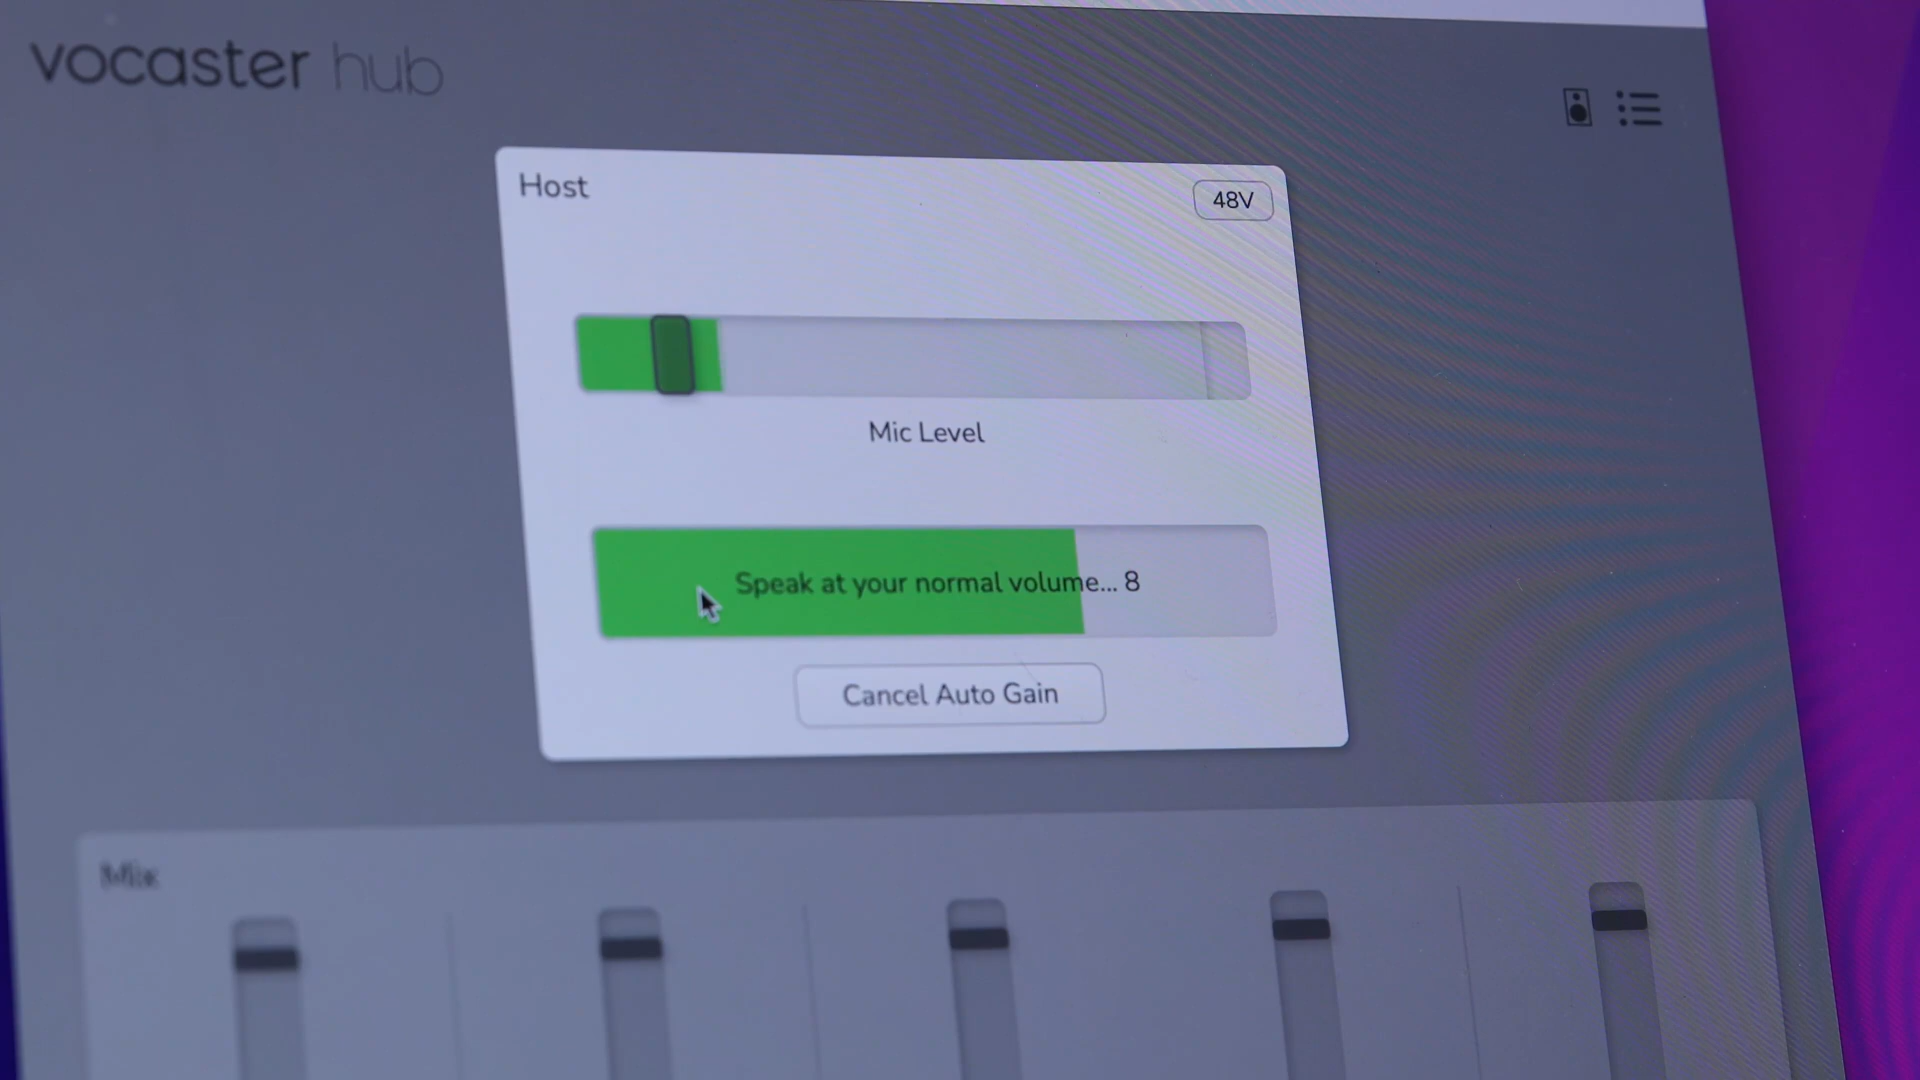 vocaster hub
Host
48V
Mic Level
Speak at your normal volume... 8
Cancel Auto Gain
Mix